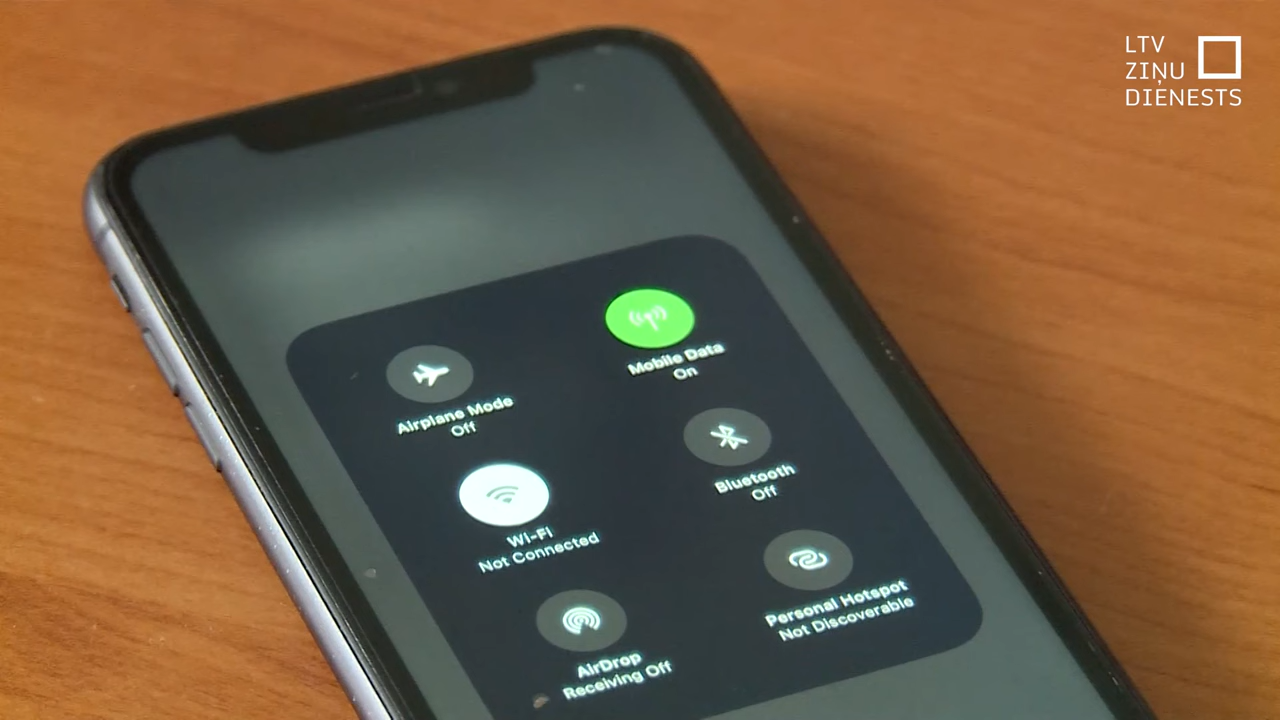 LTV
ZIŅU
DIENESTS
Mobile Data
On
Airplane Mode
Off
Bluetooth
Off
Wi-Fi
Not Connected
Personal Hotspot
Not Discoverable
AirDrop
Receiving Off